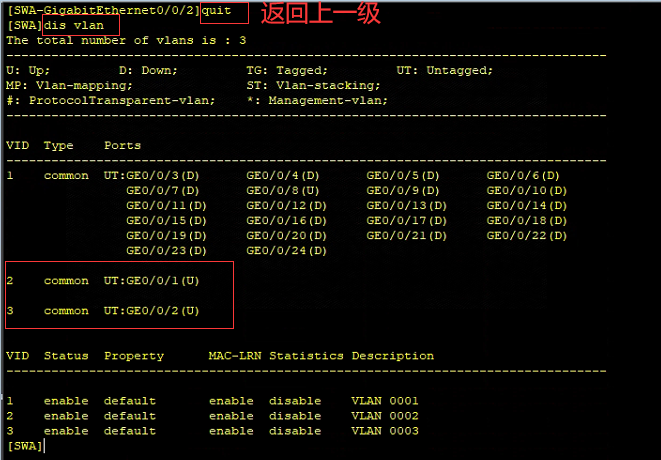 [SWA-GigabitEthernet0/0/2]quit 返回上一级
[SWA]dis vlan
The total number of vlans is : 3
--------------------------------------------------------------------------------
U: Up; D: Down; TG: Tagged; UT: Untagged;
MP: Vlan-mapping; ST: Vlan-stacking;
#: ProtocolTransparent-vlan; *: Management-vlan;
--------------------------------------------------------------------------------
VID Type Ports
--------------------------------------------------------------------------------
1 common UT:GE0/0/3(D) GE0/0/4(D) GE0/0/5(D) GE0/0/6(D)
GE0/0/7(D) GE0/0/8(U) GE0/0/9(D) GE0/0/10(D)
GE0/0/11(D) GE0/0/12(D) GE0/0/13(D) GE0/0/14(D)
GE0/0/15(D) GE0/0/16(D) GE0/0/17(D) GE0/0/18(D)
GE0/0/19(D) GE0/0/20(D) GE0/0/21(D) GE0/0/22(D)
GE0/0/23(D) GE0/0/24(D)
2 common UT:GE0/0/1(U)
3 common UT:GE0/0/2(U)
VID Status Property MAC-LRN Statistics Description
--------------------------------------------------------------------------------
1 enable default enable disable VLAN 0001
2 enable default enable disable VLAN 0002
3 enable default enable disable VLAN 0003
[SWA]